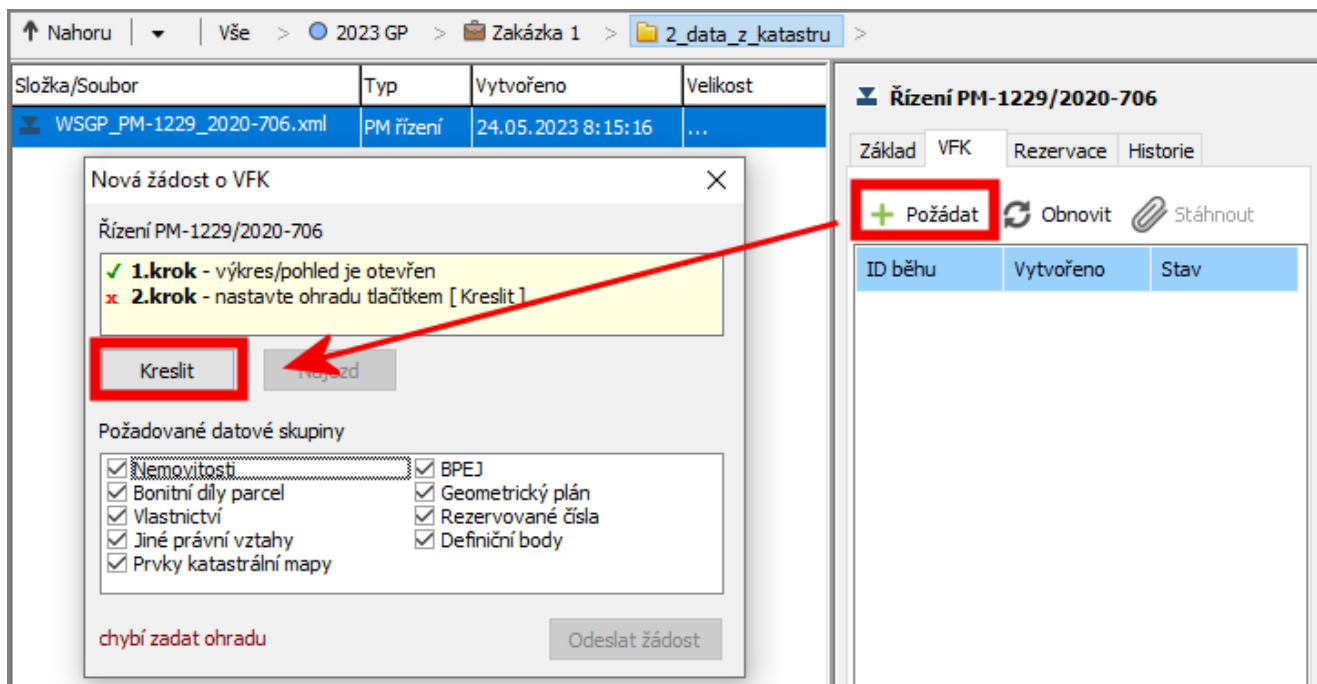 Nahoru Vše > 2023 GP > Zakázka 1 > 2_data_z_katastru >
Složka/Soubor Typ Vytvořeno Velikost
WSGP_PM-1229_2020-706.xml PM řízení 24.05.2023 8:15:16 ...
Nová žádost o VFK
Řízení PM-1229/2020-706
✓ 1.krok - výkres/pohled je otevřen
x 2.krok - nastavte ohradu tlačítkem [ Kreslit ]
Kreslit Nájezd
Požadované datové skupiny
Nemovitosti BPEJ
Bonitní díly parcel Geometrický plán
Vlastnictví Rezervované čísla
Jiné právní vztahy Definiční body
Prvky katastrální mapy
chybí zadat ohradu Odeslat žádost
Řízení PM-1229/2020-706
Základ VFK Rezervace Historie
Požádat Obnovit Stáhnout
ID běhu Vytvořeno Stav